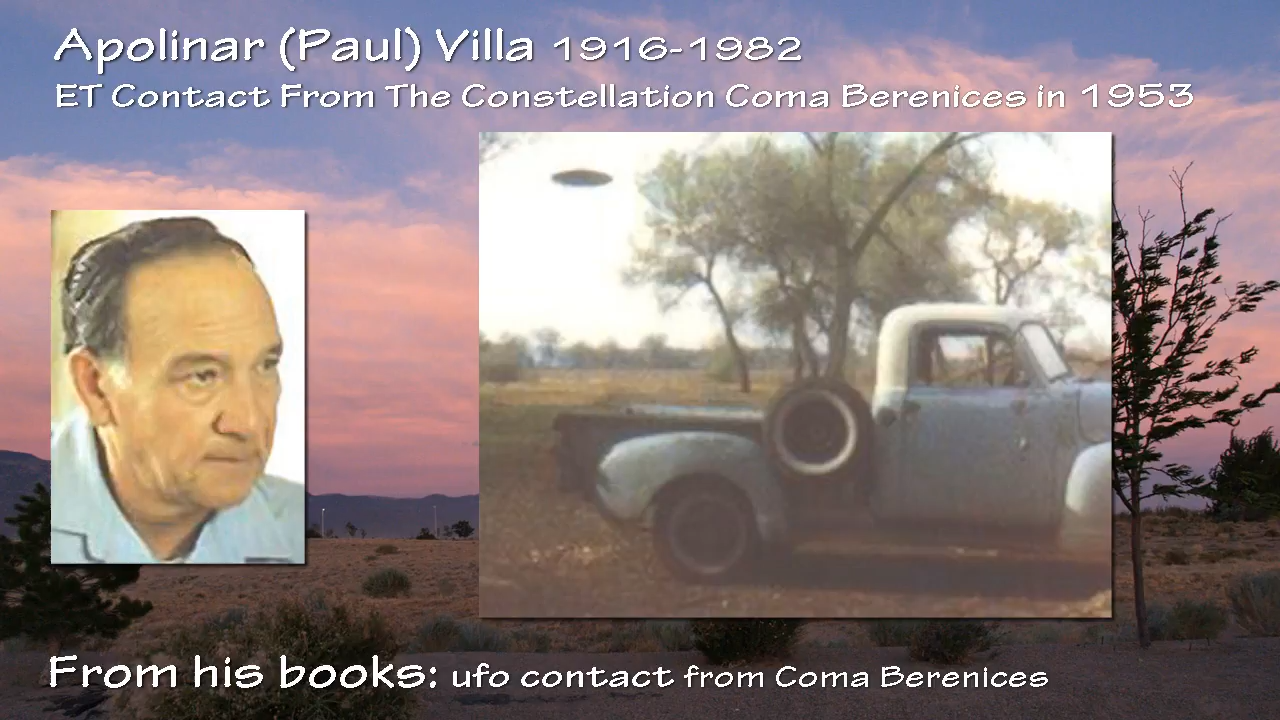 Apolinar (Paul) Villa 1916-1982
ET Contact From The Constellation Coma Berenices in 1953
From his books: ufo contact from Coma Berenices